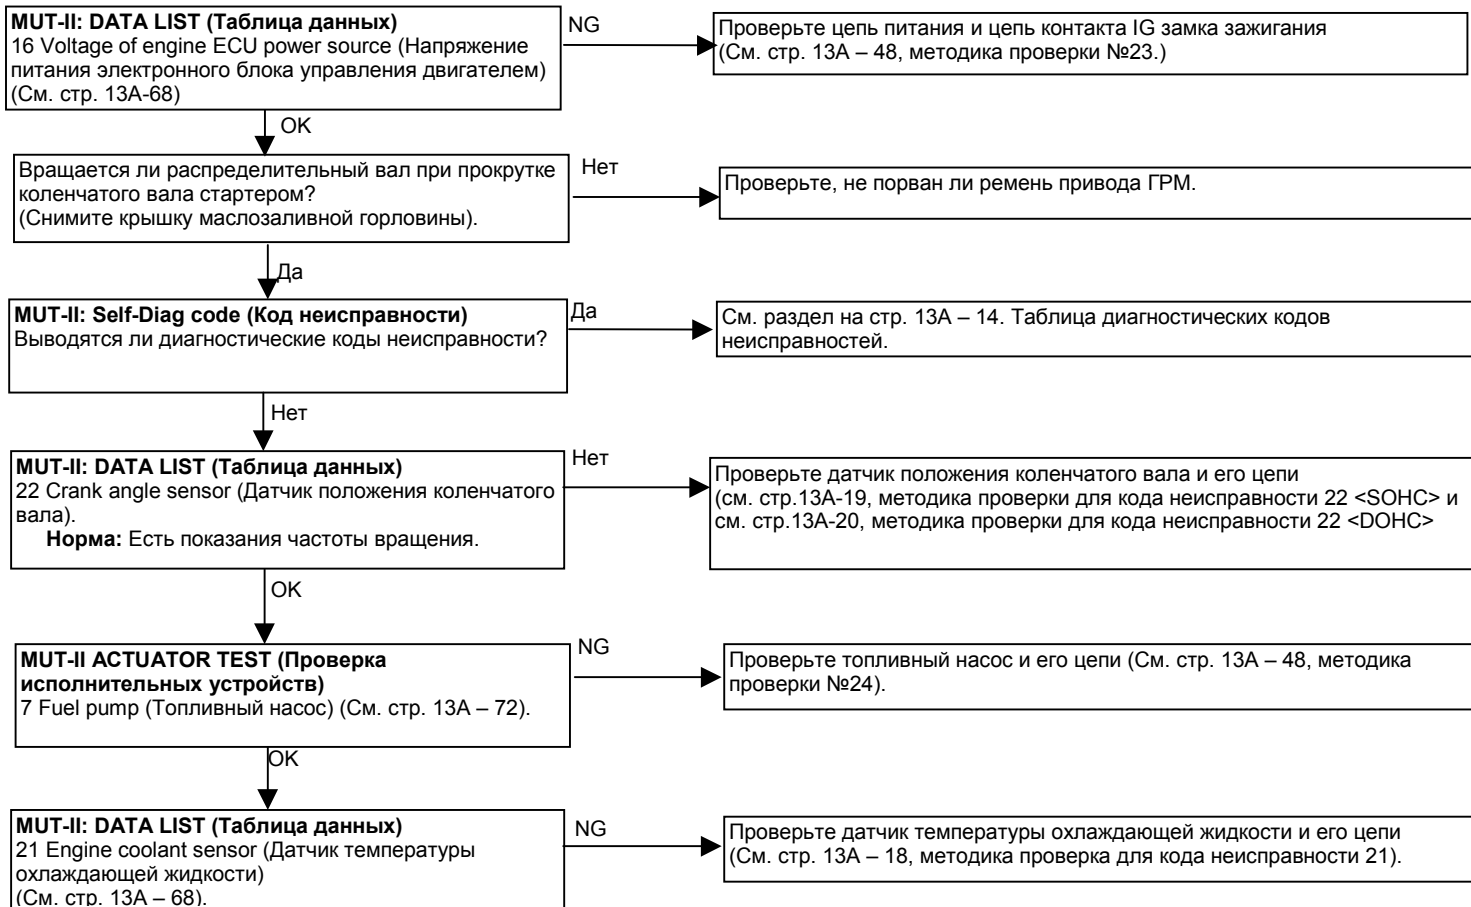 MUT-II: DATA LIST (Таблица данных)
16 Voltage of engine ECU power source (Напряжение
питания электронного блока управления двигателем)
(См. стр. 13A-68)
NG
Проверьте цепь питания и цепь контакта IG замка зажигания
(См. стр. 13А – 48, методика проверки №23.)
OK
Вращается ли распределительный вал при прокрутке
коленчатого вала стартером?
(Снимите крышку маслозаливной горловины).
Нет
Проверьте, не порван ли ремень привода ГРМ.
Да
MUT-II: Self-Diag code (Код неисправности)
Выводятся ли диагностические коды неисправности?
Да
См. раздел на стр. 13А – 14. Таблица диагностических кодов
неисправностей.
Нет
MUT-II: DATA LIST (Таблица данных)
22 Crank angle sensor (Датчик положения коленчатого
вала).
Норма: Есть показания частоты вращения.
Нет
Проверьте датчик положения коленчатого вала и его цепи
(см. стр.13А-19, методика проверки для кода неисправности 22 <SOHC> и
см. стр.13А-20, методика проверки для кода неисправности 22 <DOHC>
OK
MUT-II ACTUATOR TEST (Проверка
исполнительных устройств)
7 Fuel pump (Топливный насос) (См. стр. 13А – 72).
NG
Проверьте топливный насос и его цепи (См. стр. 13А – 48, методика
проверки №24).
OK
MUT-II: DATA LIST (Таблица данных)
21 Engine coolant sensor (Датчик температуры
охлаждающей жидкости)
(См. стр. 13А – 68).
NG
Проверьте датчик температуры охлаждающей жидкости и его цепи
(См. стр. 13А – 18, методика проверка для кода неисправности 21).